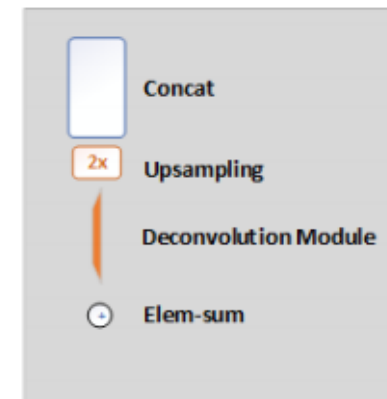 Concat
2x Upsampling
Deconvolution Module
+ Elem-sum